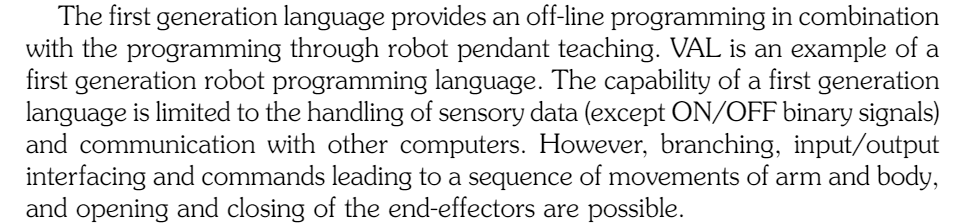 The first generation language provides an off-line programming in combination
with the programming through robot pendant teaching. VAL is an example of a
first generation robot programming language. The capability of a first generation
language is limited to the handling of sensory data (except ON/OFF binary signals)
and communication with other computers. However, branching, input/output
interfacing and commands leading to a sequence of movements of arm and body,
and opening and closing of the end-effectors are possible.